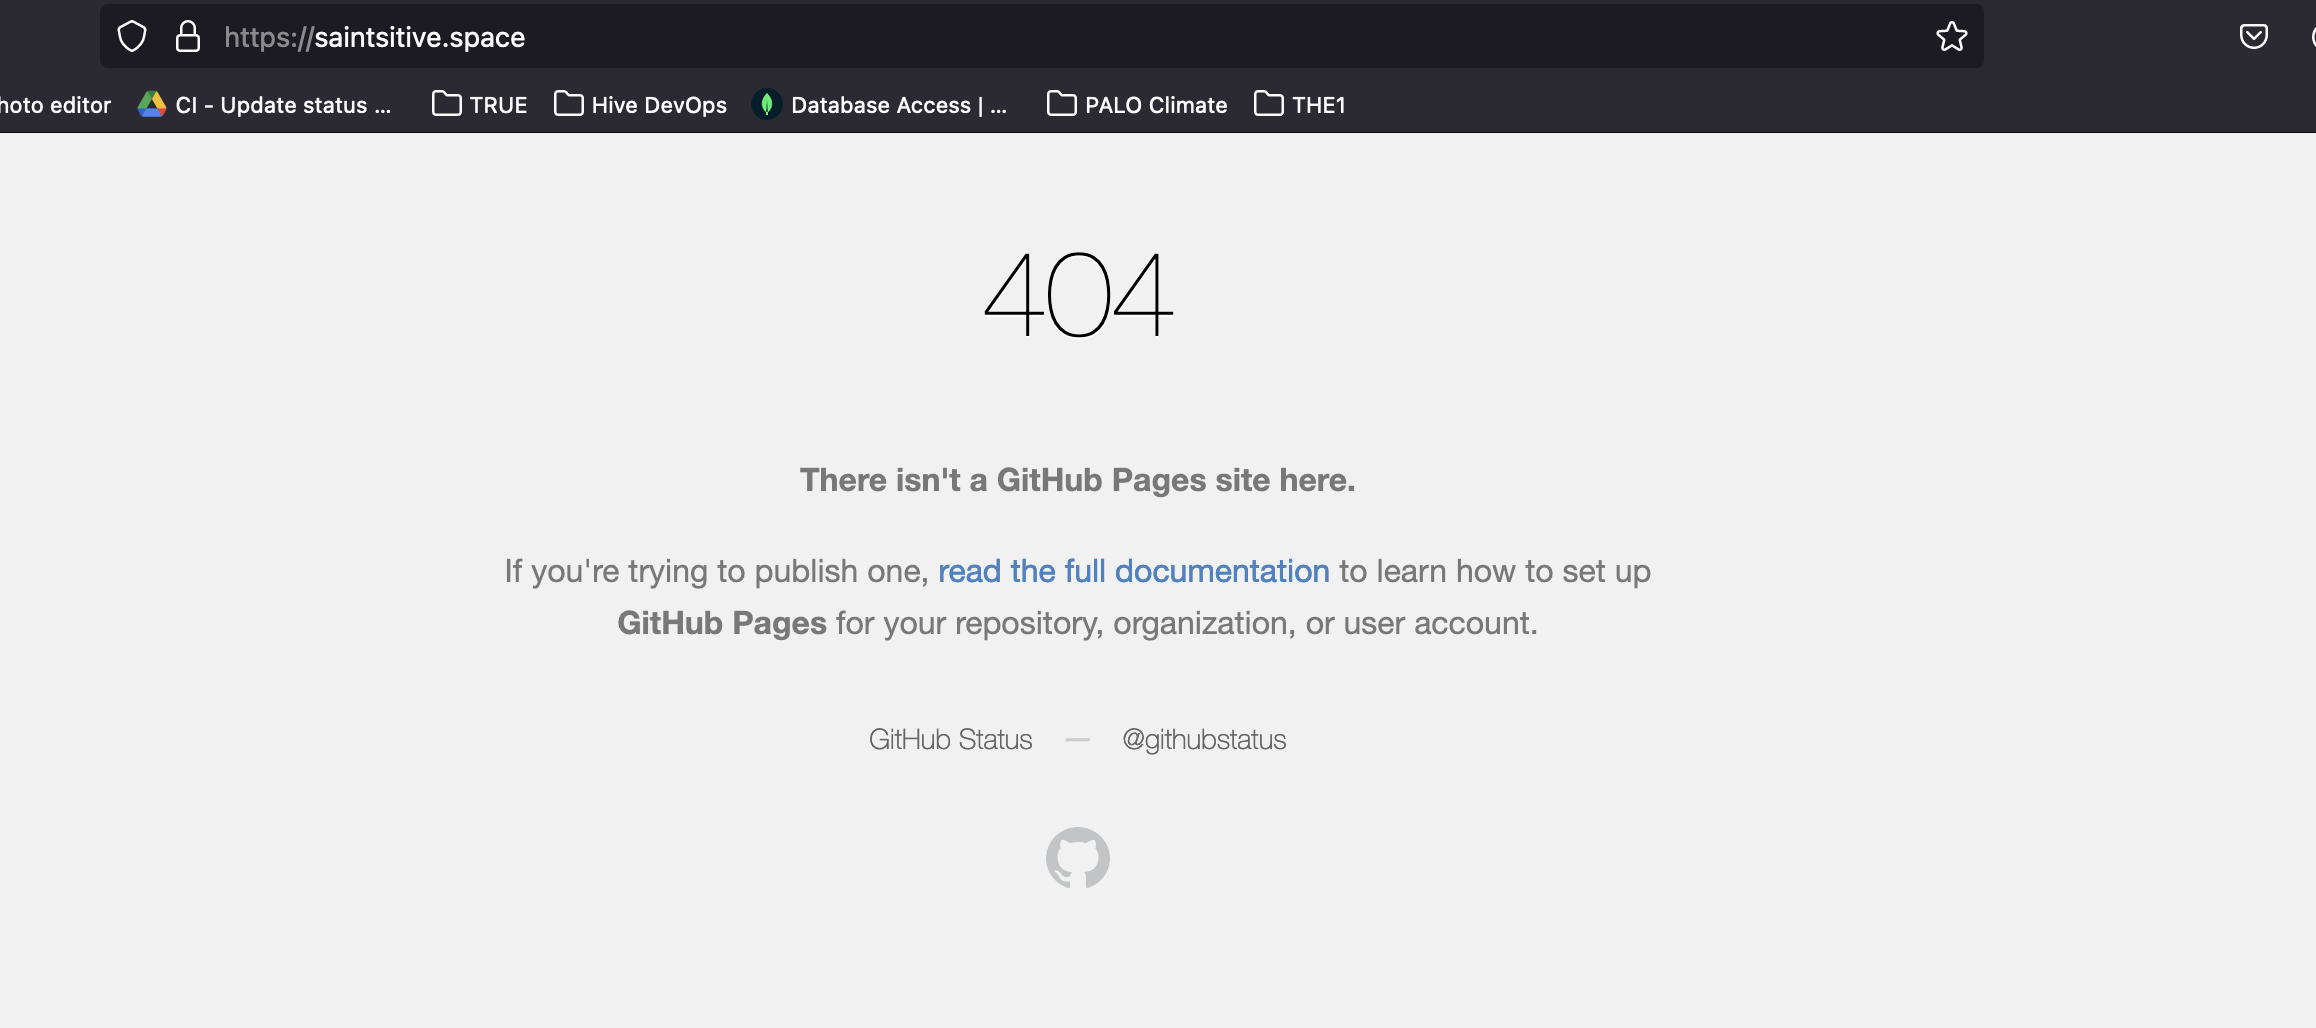 https://saintsitive.space
hoto editor CI - Update status ... TRUE Hive DevOps Database Access | ... PALO Climate THE1
404
There isn't a GitHub Pages site here.
If you're trying to publish one, read the full documentation to learn how to set up
GitHub Pages for your repository, organization, or user account.
GitHub Status — @githubstatus